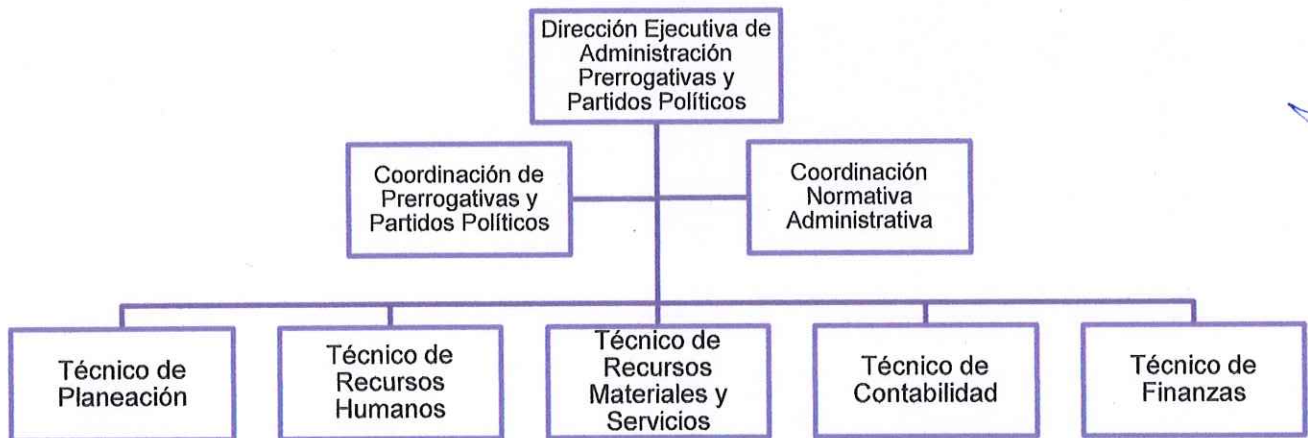 Dirección Ejecutiva de
Administración
Prerrogativas y
Partidos Políticos
Coordinación de
Prerrogativas y
Partidos Políticos
Coordinación
Normativa
Administrativa
Técnico de
Planeación
Técnico de
Recursos
Humanos
Técnico de
Recursos
Materiales y
Servicios
Técnico de
Contabilidad
Técnico de
Finanzas